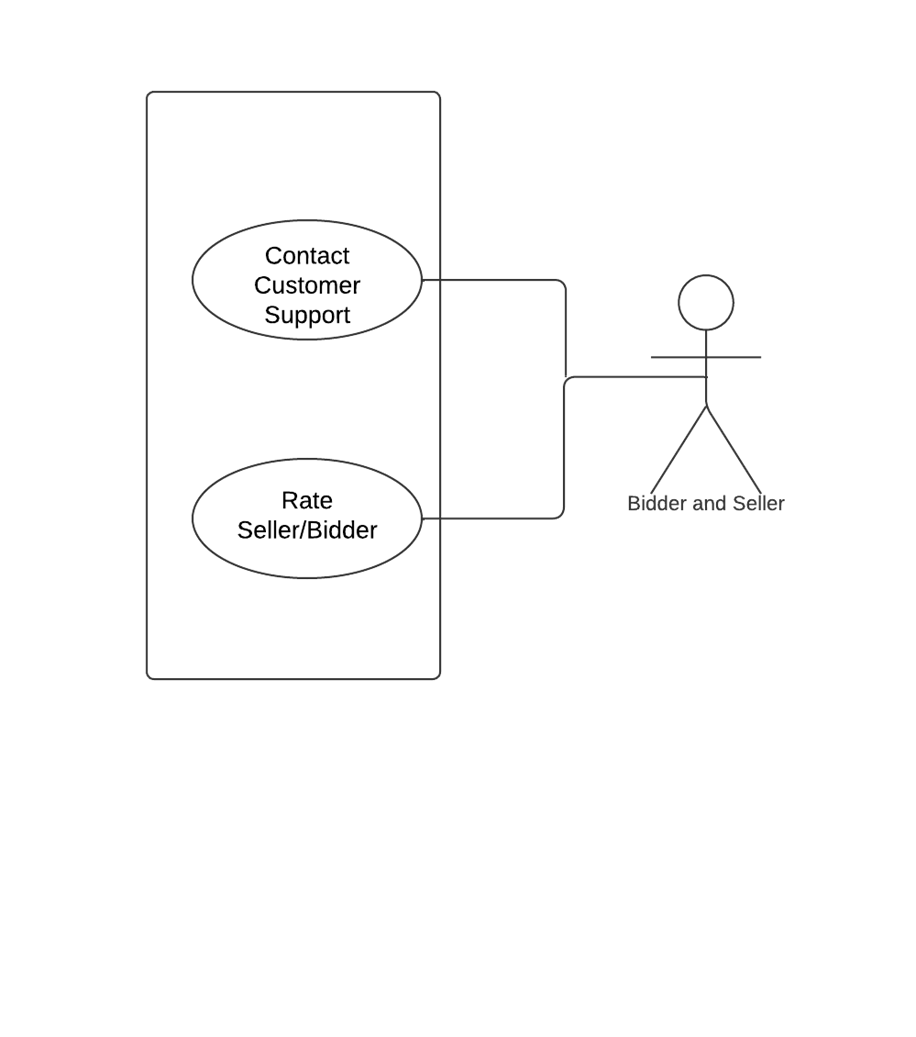 Contact
Customer
Support
Rate
Seller/Bidder
Bidder and Seller